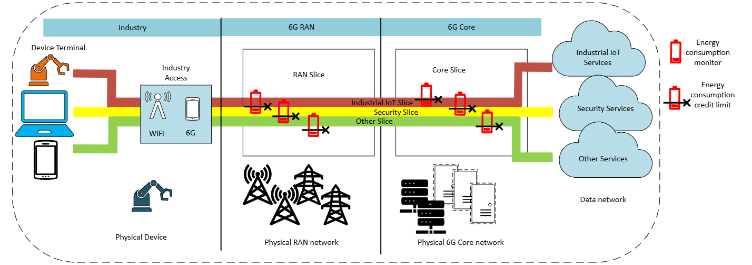 Industry
6G RAN
6G Core
Device Terminal
Industry
Access
WIFI
6G
RAN Slice
Core Slice
Industrial IoT Slice
Security Slice
Other Slice
Industrial IoT
Services
Security Services
Other Services
Data network
Physical Device
Physical RAN network
Physical 6G Core network
Energy
consumption
monitor
Energy
consumption
credit limit